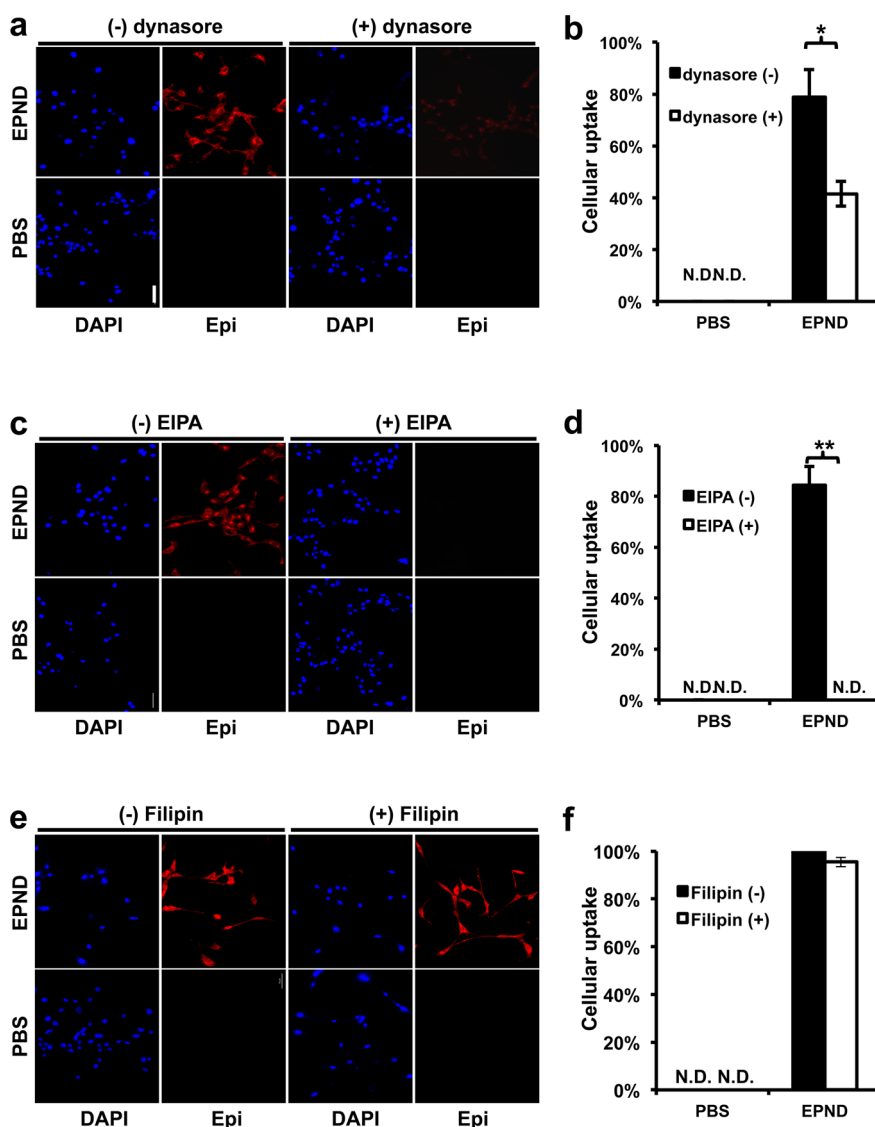 a
(-) dynasore
(+) dynasore
EPND
PBS
DAPI
Epi
DAPI
Epi
b
100%
80%
60%
40%
20%
0%
Cellular uptake
dynasore (-)
dynasore (+)
*
N.D.N.D.
PBS
EPND
c
(-) EIPA
(+) EIPA
EPND
PBS
DAPI
Epi
DAPI
Epi
d
100%
80%
60%
40%
20%
0%
Cellular uptake
EIPA (-)
EIPA (+)
**
N.D.N.D.
N.D.
PBS
EPND
e
(-) Filipin
(+) Filipin
EPND
PBS
DAPI
Epi
DAPI
Epi
f
100%
80%
60%
40%
20%
0%
Cellular uptake
Filipin (-)
Filipin (+)
N.D. N.D.
PBS
EPND